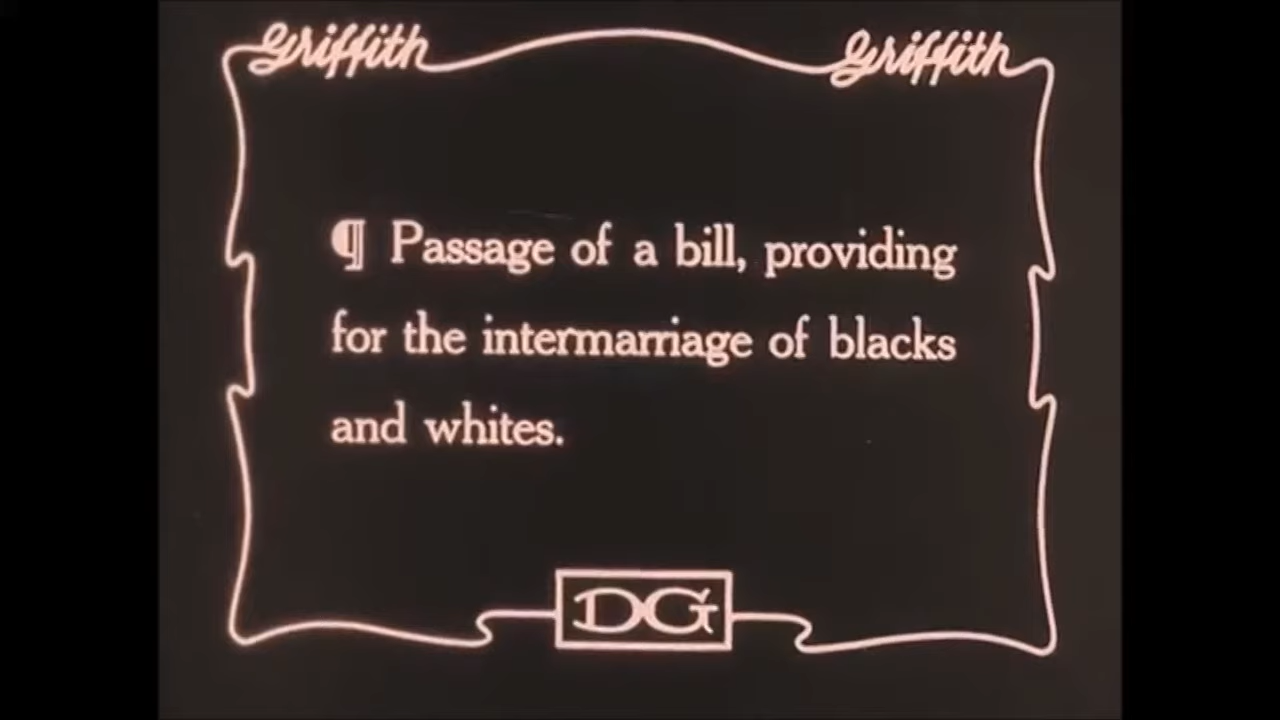 Griffith Griffith
¶ Passage of a bill, providing
for the intermarriage of blacks
and whites.
DG